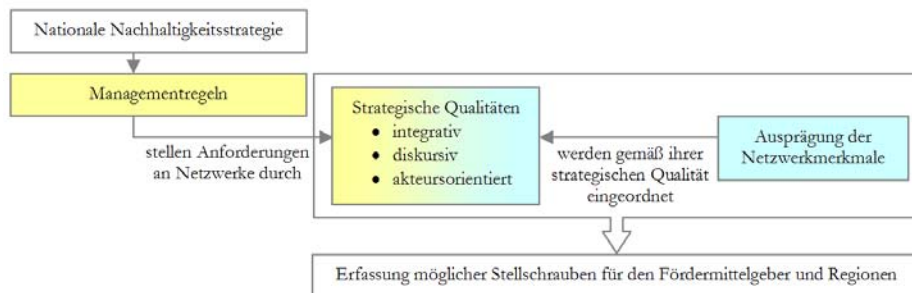 Nationale Nachhaltigkeitsstrategie
Managementregeln
stellen Anforderungen
an Netzwerke durch
Strategische Qualitäten
● integrativ
● diskursiv
● akteursorientiert
werden gemäß ihrer
strategischen Qualität
eingeordnet
Ausprägung der
Netzwerkmerkmale
Erfassung möglicher Stellschrauben für den Fördermittelgeber und Regionen